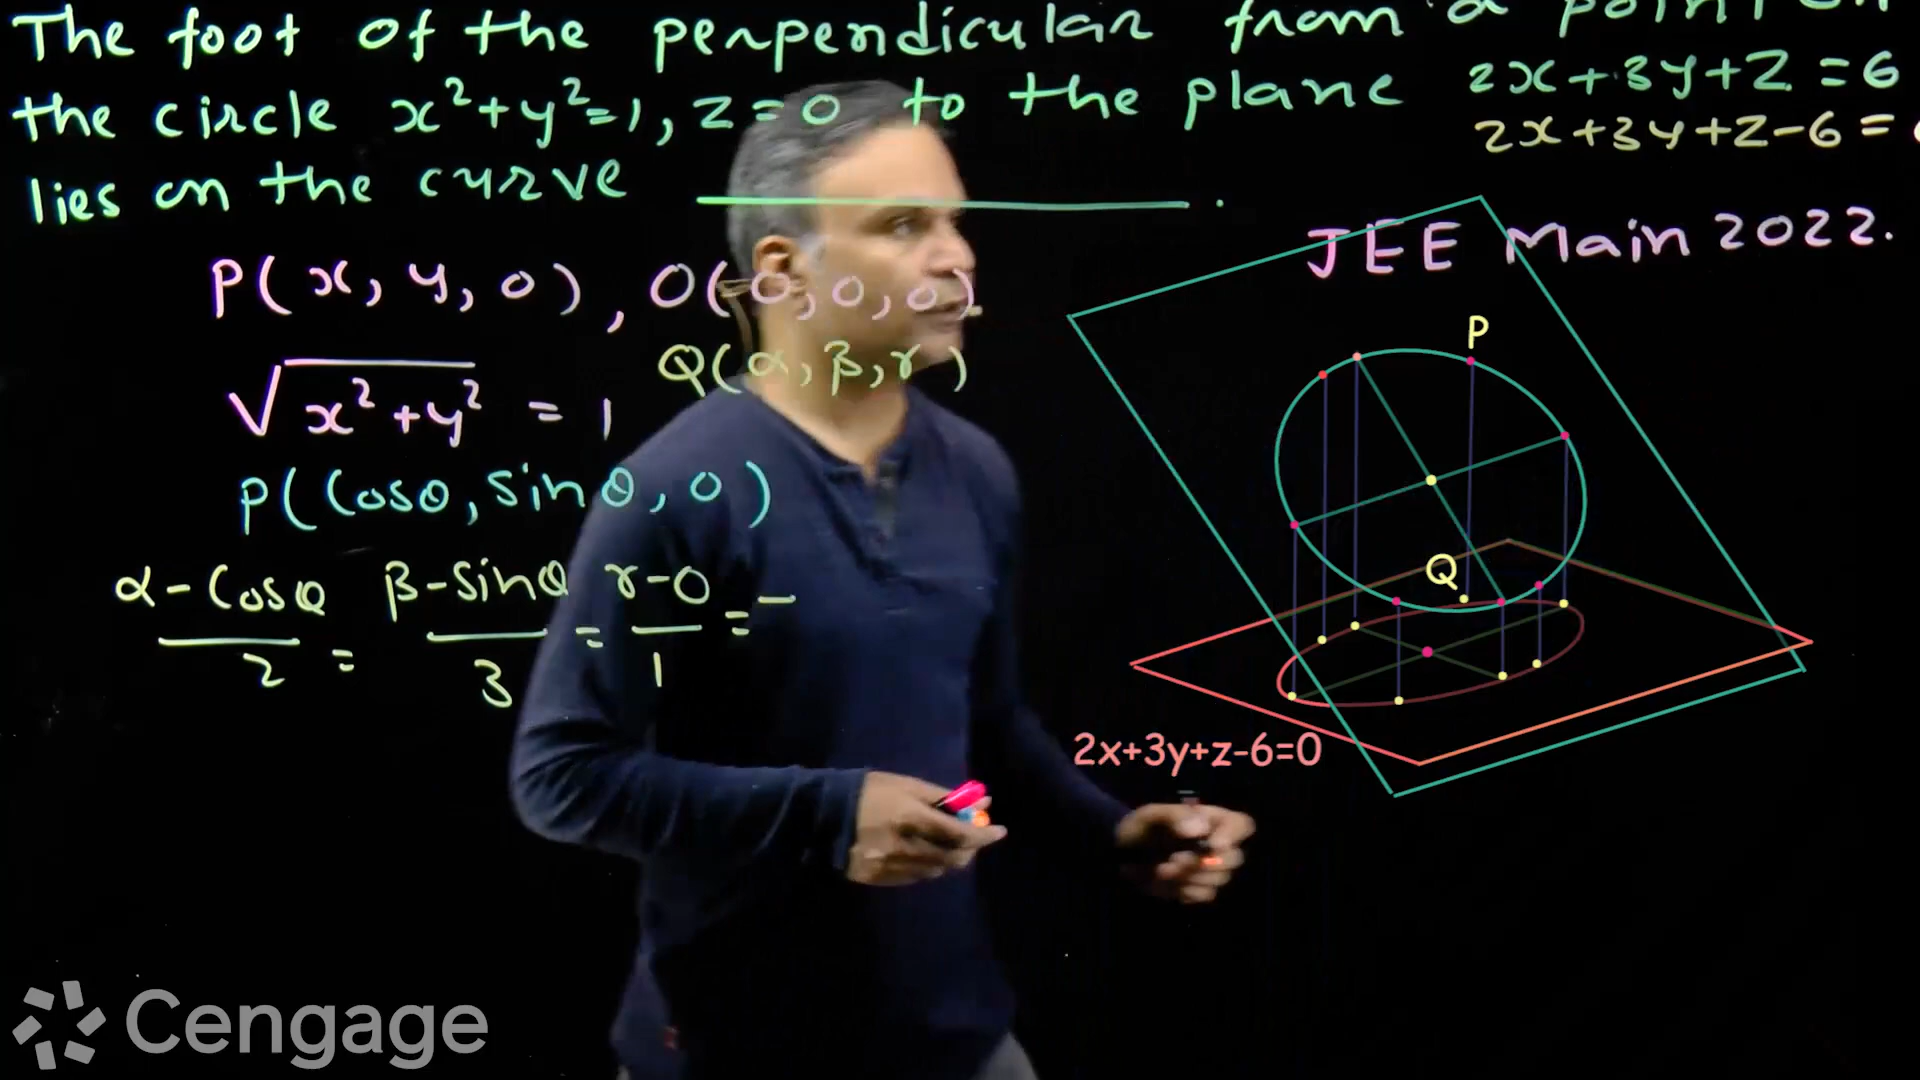 The foot of the perpendicular from a point on
the circle x²+y²=1, z=0 to the plane 2x+3y+z=6
2x+3y+z-6=
lies on the curve ________.
JEE Main 2022.
P(x, y, 0), O(0, 0, 0)
P
Q(α, β, γ)
√x²+y² = 1
P(Cosθ, Sinθ, 0)
Q
α-Cosθ/2 = β-Sinθ/3 = γ-0/1 = -
2x+3y+z-6=0
Cengage